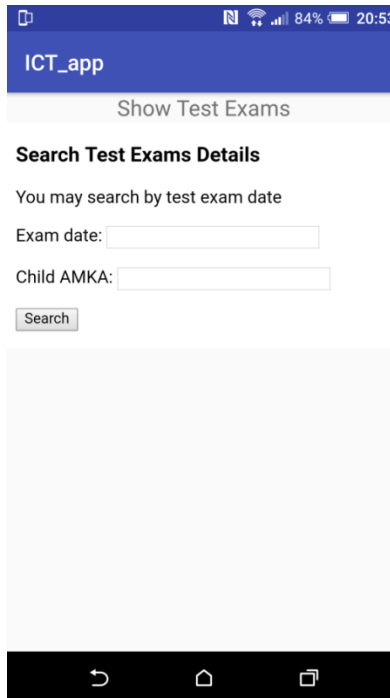 84% 20:53
ICT_app
Show Test Exams
Search Test Exams Details
You may search by test exam date
Exam date:
Child AMKA:
Search